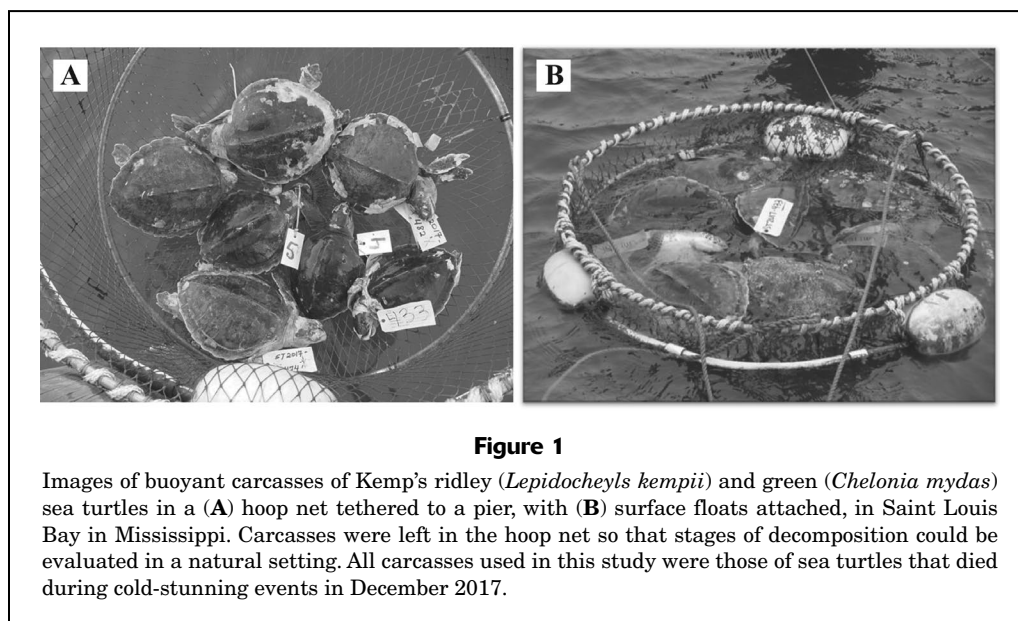 A
B
5
J
433
Figure 1
Images of buoyant carcasses of Kemp's ridley (Lepidocheyls kempii) and green (Chelonia mydas)
sea turtles in a (A) hoop net tethered to a pier, with (B) surface floats attached, in Saint Louis
Bay in Mississippi. Carcasses were left in the hoop net so that stages of decomposition could be
evaluated in a natural setting. All carcasses used in this study were those of sea turtles that died
during cold-stunning events in December 2017.